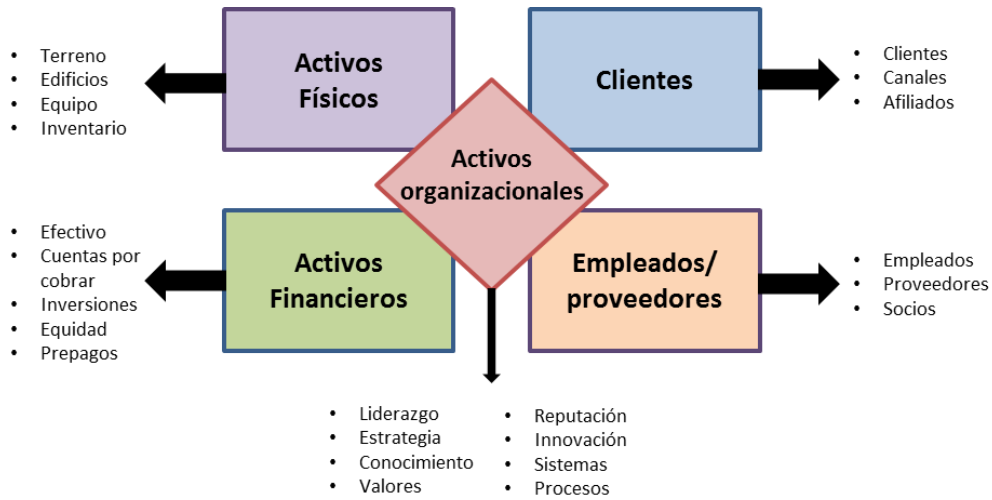 Activos
Físicos
• Terreno
• Edificios
• Equipo
• Inventario
Clientes
• Clientes
• Canales
• Afiliados
Activos
organizacionales
Activos
Financieros
• Efectivo
• Cuentas por
cobrar
• Inversiones
• Equidad
• Prepagos
Empleados/
proveedores
• Empleados
• Proveedores
• Socios
• Liderazgo
• Estrategia
• Conocimiento
• Valores
• Reputación
• Innovación
• Sistemas
• Procesos